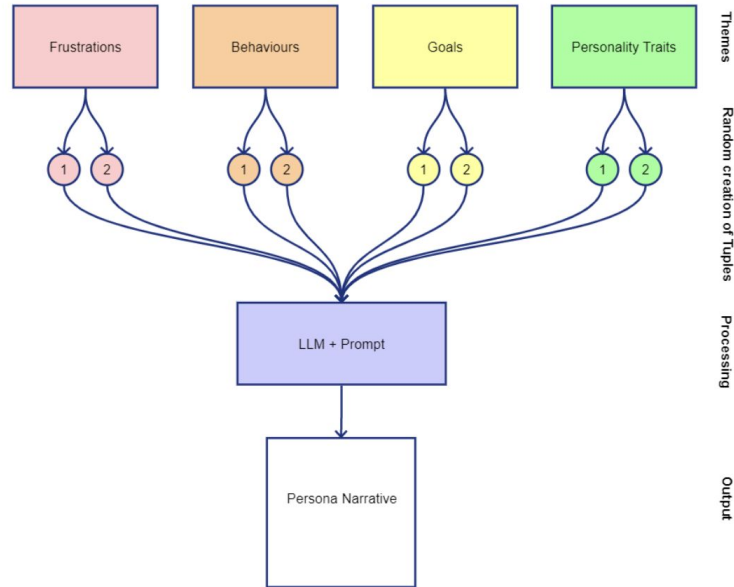 Frustrations
Behaviours
Goals
Personality Traits
Themes
1
2
1
2
1
2
1
2
Random creation of Tuples
LLM + Prompt
Processing
Persona Narrative
Output